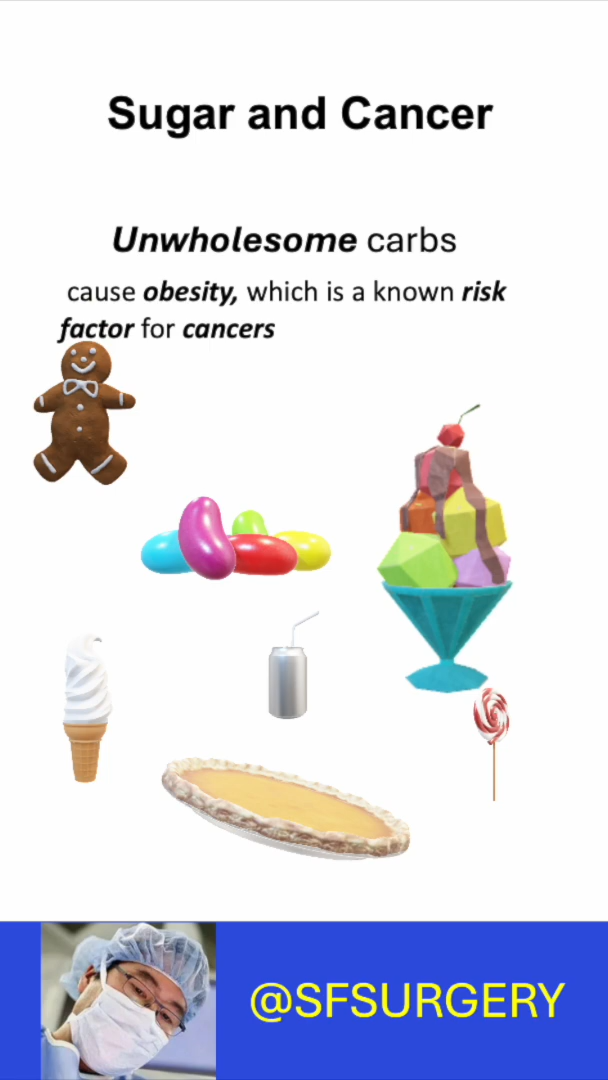 Sugar and Cancer
Unwholesome carbs
cause obesity, which is a known risk
factor for cancers
@SFSURGERY